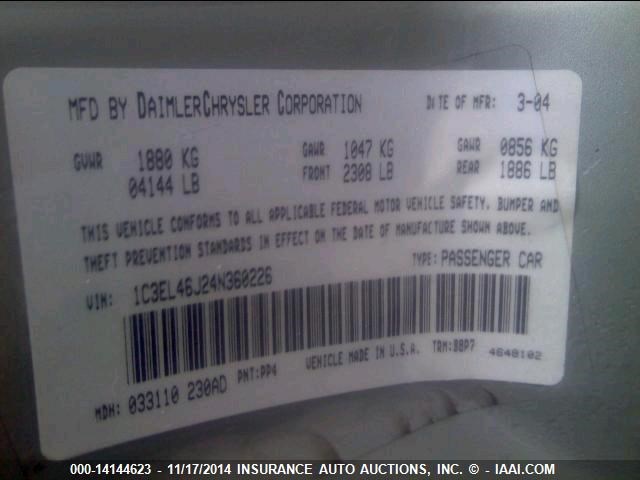 MFD BY DAIMLERCHRYSLER CORPORATION DATE OF MFR: 3-04
GVWR 1880 KG GAWR 1047 KG GAWR 0856 KG
04144 LB FRONT 2308 LB REAR 1886 LB
THIS VEHICLE CONFORMS TO ALL APPLICABLE FEDERAL MOTOR VEHICLE SAFETY, BUMPER AND
THEFT PREVENTION STANDARDS IN EFFECT ON THE DATE OF MANUFACTURE SHOWN ABOVE.
VIN: 1C3EL46J24N360226 TYPE: PASSENGER CAR
MDH: 033110 230AD PNT:PP4 VEHICLE MADE IN U.S.A. TRM:BBP7 4648102
000-14144623 - 11/17/2014 INSURANCE AUTO AUCTIONS, INC. © - IAAI.COM